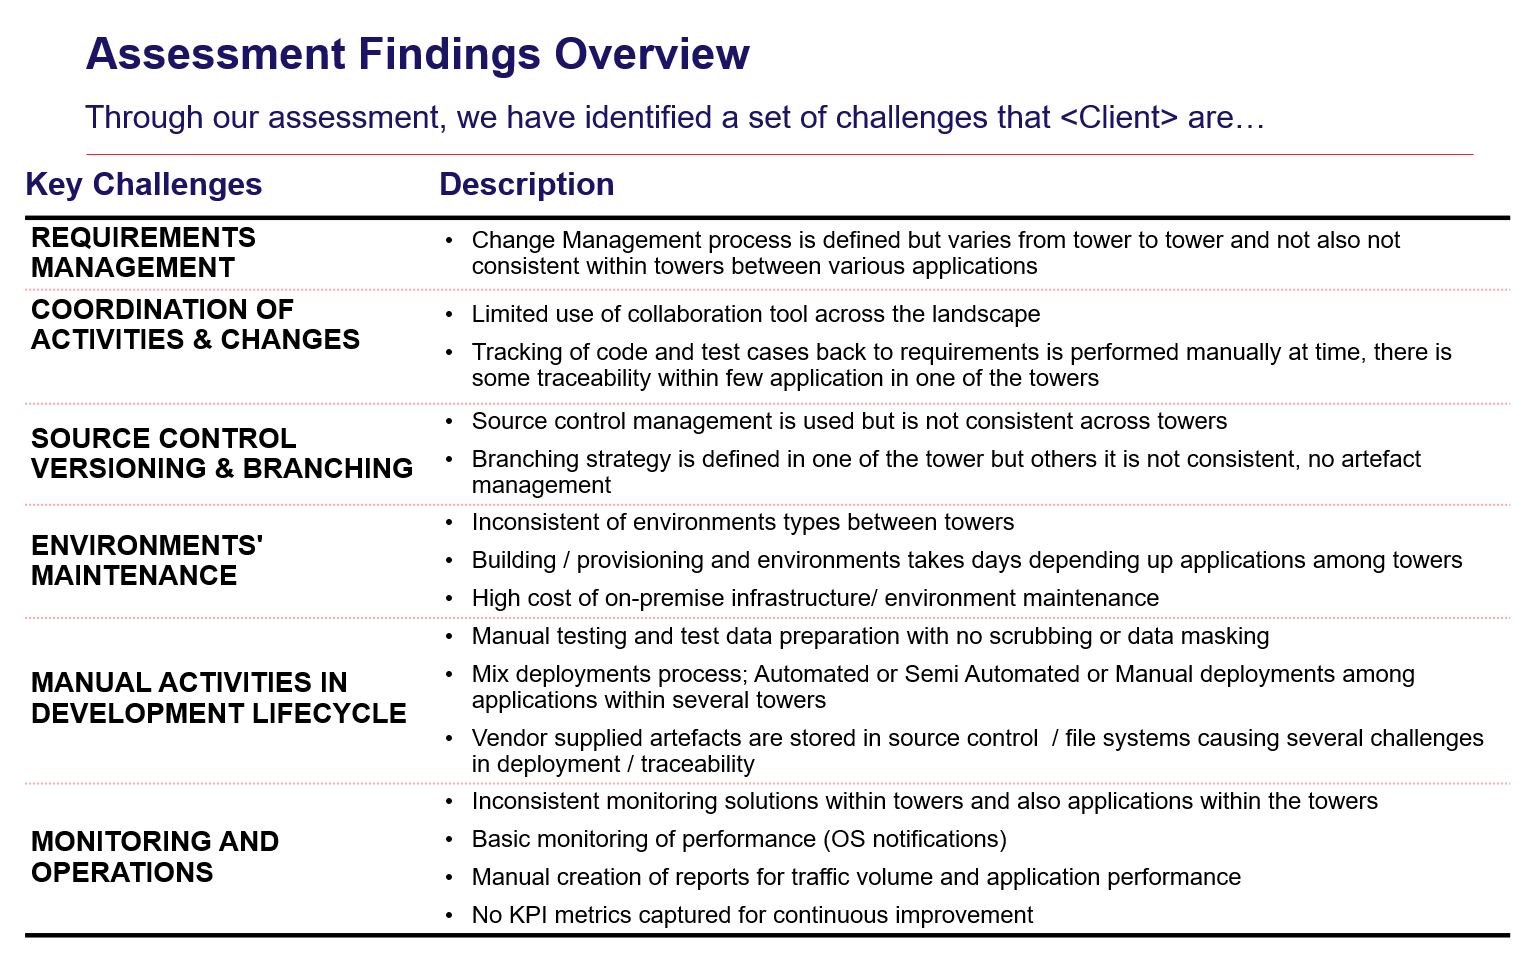 Assessment Findings Overview
Through our assessment, we have identified a set of challenges that <Client> are…
Key Challenges
Description
REQUIREMENTS
MANAGEMENT
• Change Management process is defined but varies from tower to tower and not also not
consistent within towers between various applications
COORDINATION OF
ACTIVITIES & CHANGES
• Limited use of collaboration tool across the landscape
• Tracking of code and test cases back to requirements is performed manually at time, there is
some traceability within few application in one of the towers
SOURCE CONTROL
VERSIONING & BRANCHING
• Source control management is used but is not consistent across towers
• Branching strategy is defined in one of the tower but others it is not consistent, no artefact
management
ENVIRONMENTS'
MAINTENANCE
• Inconsistent of environments types between towers
• Building / provisioning and environments takes days depending up applications among towers
• High cost of on-premise infrastructure/ environment maintenance
MANUAL ACTIVITIES IN
DEVELOPMENT LIFECYCLE
• Manual testing and test data preparation with no scrubbing or data masking
• Mix deployments process; Automated or Semi Automated or Manual deployments among
applications within several towers
• Vendor supplied artefacts are stored in source control  / file systems causing several challenges
in deployment / traceability
MONITORING AND
OPERATIONS
• Inconsistent monitoring solutions within towers and also applications within the towers
• Basic monitoring of performance (OS notifications)
• Manual creation of reports for traffic volume and application performance
• No KPI metrics captured for continuous improvement